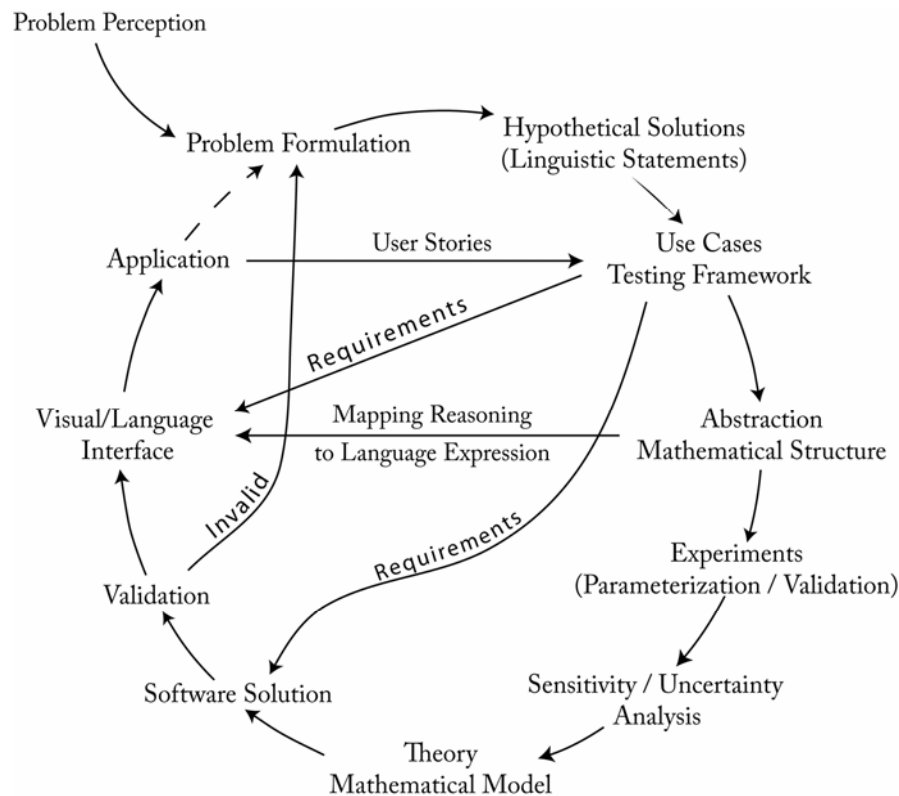 Problem Perception
Problem Formulation
Hypothetical Solutions
(Linguistic Statements)
User Stories
Use Cases
Testing Framework
Application
Requirements
Visual/Language
Interface
Mapping Reasoning
to Language Expression
Abstraction
Mathematical Structure
Invalid
Requirements
Experiments
(Parameterization / Validation)
Validation
Sensitivity / Uncertainty
Analysis
Software Solution
Theory
Mathematical Model